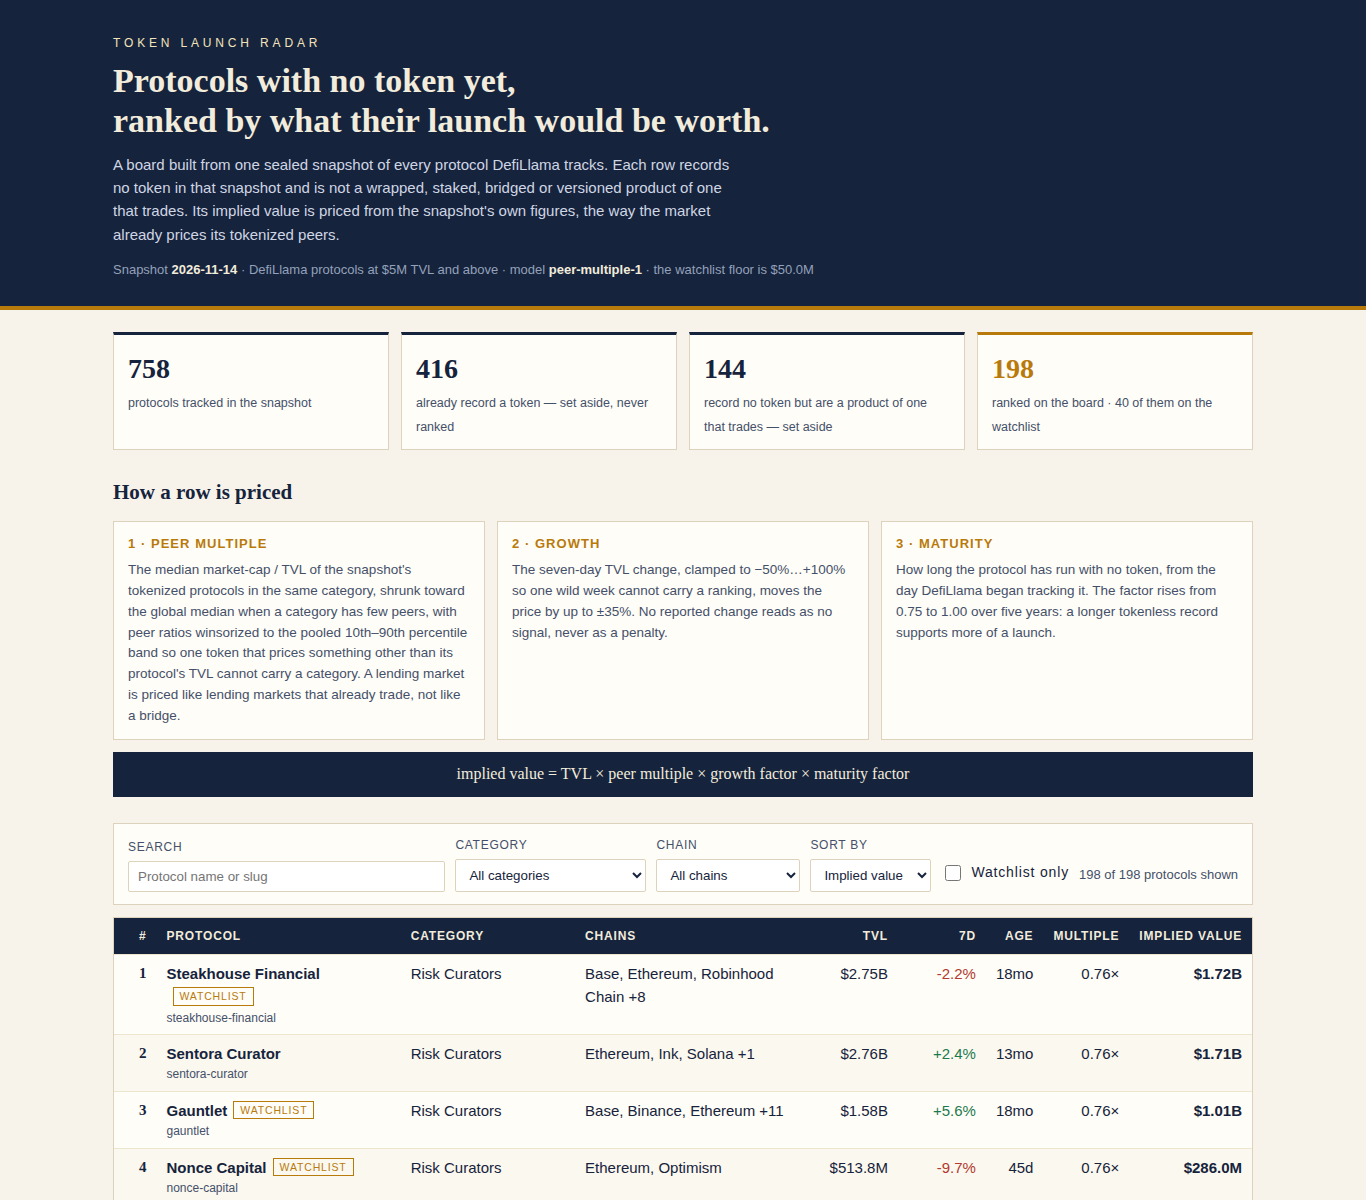 TOKEN LAUNCH RADAR
Protocols with no token yet,
ranked by what their launch would be worth.
A board built from one sealed snapshot of every protocol DefiLlama tracks. Each row records
no token in that snapshot and is not a wrapped, staked, bridged or versioned product of one
that trades. Its implied value is priced from the snapshot's own figures, the way the market
already prices its tokenized peers.
Snapshot 2026-11-14 · DefiLlama protocols at $5M TVL and above · model peer-multiple-1 · the watchlist floor is $50.0M
758
protocols tracked in the snapshot
416
already record a token — set aside, never
ranked
144
record no token but are a product of one
that trades — set aside
198
ranked on the board · 40 of them on the
watchlist
How a row is priced
1 · PEER MULTIPLE
The median market-cap / TVL of the snapshot's
tokenized protocols in the same category, shrunk toward
the global median when a category has few peers, with
peer ratios winsorized to the pooled 10th–90th percentile
band so one token that prices something other than its
protocol's TVL cannot carry a category. A lending market
is priced like lending markets that already trade, not like
a bridge.
2 · GROWTH
The seven-day TVL change, clamped to −50%…+100%
so one wild week cannot carry a ranking, moves the
price by up to ±35%. No reported change reads as no
signal, never as a penalty.
3 · MATURITY
How long the protocol has run with no token, from the
day DefiLlama began tracking it. The factor rises from
0.75 to 1.00 over five years: a longer tokenless record
supports more of a launch.
implied value = TVL × peer multiple × growth factor × maturity factor
SEARCH
Protocol name or slug
CATEGORY
All categories
CHAIN
All chains
SORT BY
Implied value
Watchlist only
198 of 198 protocols shown
# PROTOCOL CATEGORY CHAINS TVL 7D AGE MULTIPLE IMPLIED VALUE
1 Steakhouse Financial Risk Curators Base, Ethereum, Robinhood $2.75B -2.2% 18mo 0.76× $1.72B
WATCHLIST Chain +8
steakhouse-financial
2 Sentora Curator Risk Curators Ethereum, Ink, Solana +1 $2.76B +2.4% 13mo 0.76× $1.71B
sentora-curator
3 Gauntlet WATCHLIST Risk Curators Base, Binance, Ethereum +11 $1.58B +5.6% 18mo 0.76× $1.01B
gauntlet
4 Nonce Capital WATCHLIST Risk Curators Ethereum, Optimism $513.8M -9.7% 45d 0.76× $286.0M
nonce-capital